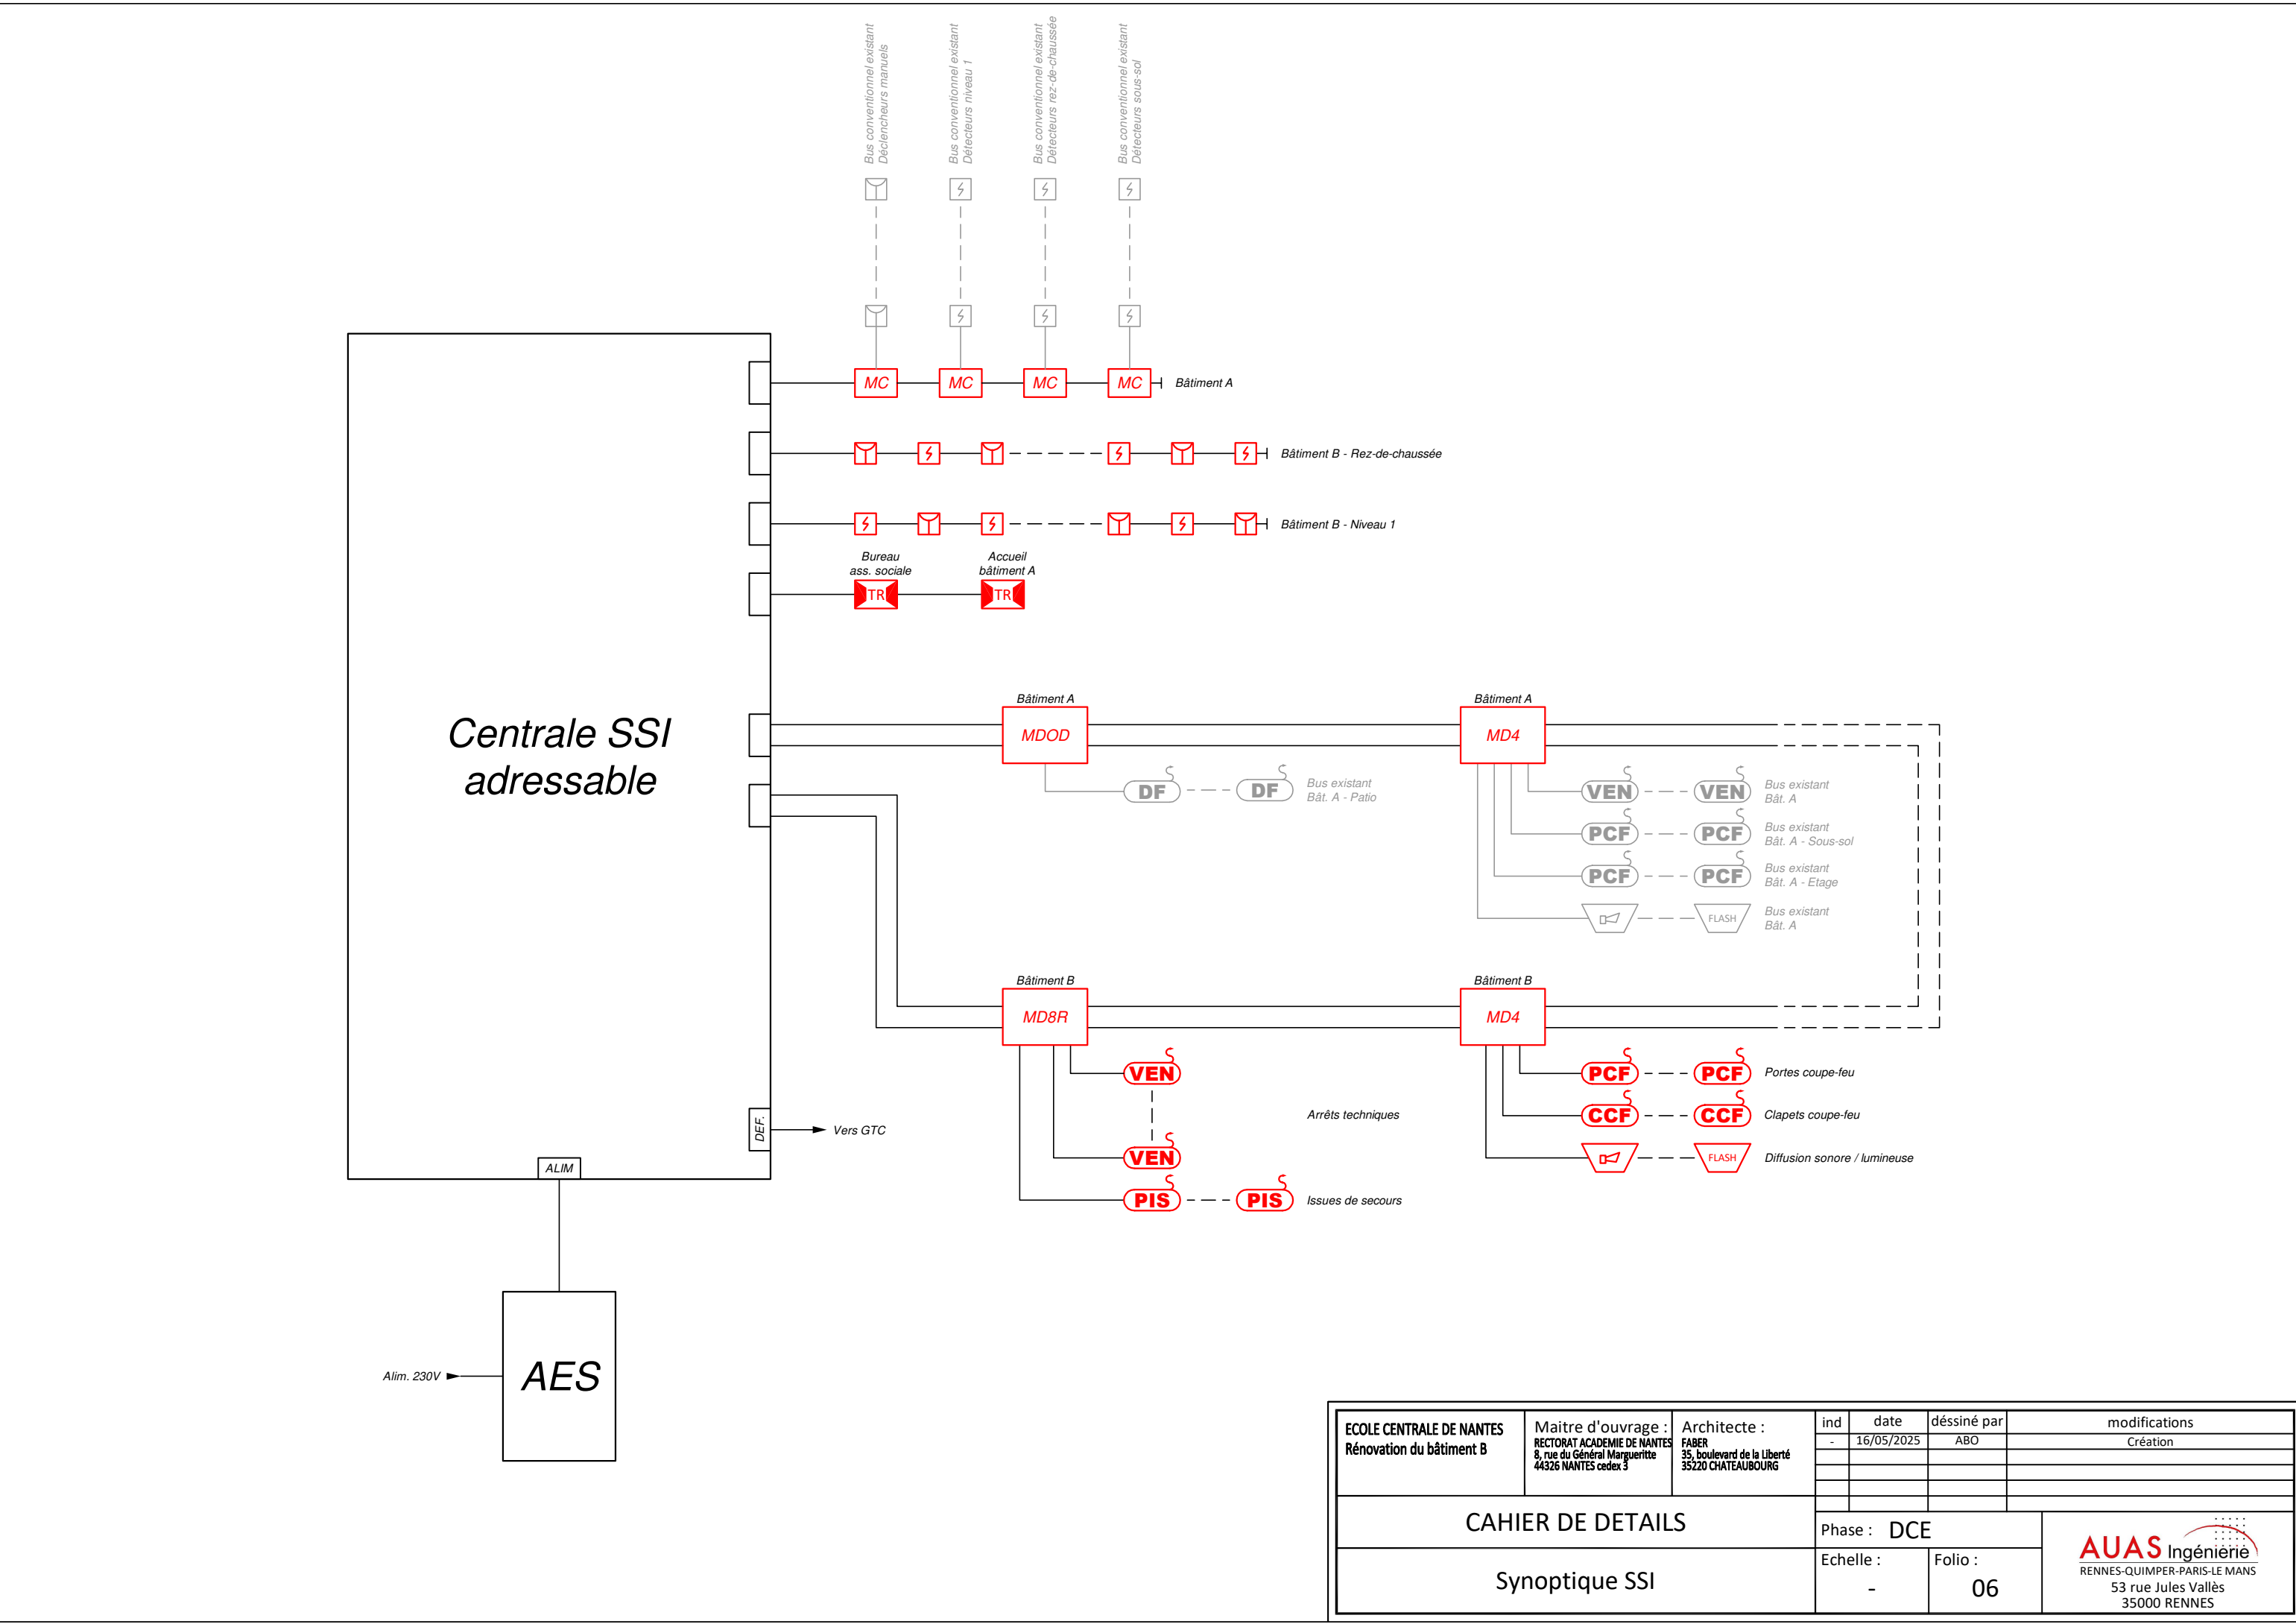 Bus conventionnel existant
Déclencheurs manuels
Bus conventionnel existant
Détecteurs niveau 1
Bus conventionnel existant
Détecteurs rez-de-chaussée
Bus conventionnel existant
Détecteurs sous-sol
MC
MC
MC
MC
Bâtiment A
Bâtiment B - Rez-de-chaussée
Bâtiment B - Niveau 1
Bureau
ass. sociale
Accueil
bâtiment A
TR
TR
Centrale SSI
adressable
Bâtiment A
MDOD
Bâtiment A
MD4
DF
DF
Bus existant
Bât. A - Patio
VEN
VEN
Bus existant
Bât. A
PCF
PCF
Bus existant
Bât. A - Sous-sol
PCF
PCF
Bus existant
Bât. A - Etage
FLASH
Bus existant
Bât. A
Bâtiment B
MD8R
Bâtiment B
MD4
VEN
Arrêts techniques
VEN
PIS
PIS
Issues de secours
PCF
PCF
Portes coupe-feu
CCF
CCF
Clapets coupe-feu
FLASH
Diffusion sonore / lumineuse
DEF.
Vers GTC
ALIM
Alim. 230V
AES
ECOLE CENTRALE DE NANTES
Rénovation du bâtiment B
Maitre d'ouvrage :
RECTORAT ACADEMIE DE NANTES
8, rue du Général Margueritte
44326 NANTES cedex 3
Architecte :
FABER
35, boulevard de la Liberté
35220 CHATEAUBOURG
ind date déssiné par modifications
- 16/05/2025 ABO Création
CAHIER DE DETAILS
Synoptique SSI
Phase : DCE
Echelle :
-
Folio :
06
AUAS Ingénierie
RENNES-QUIMPER-PARIS-LE MANS
53 rue Jules Vallès
35000 RENNES